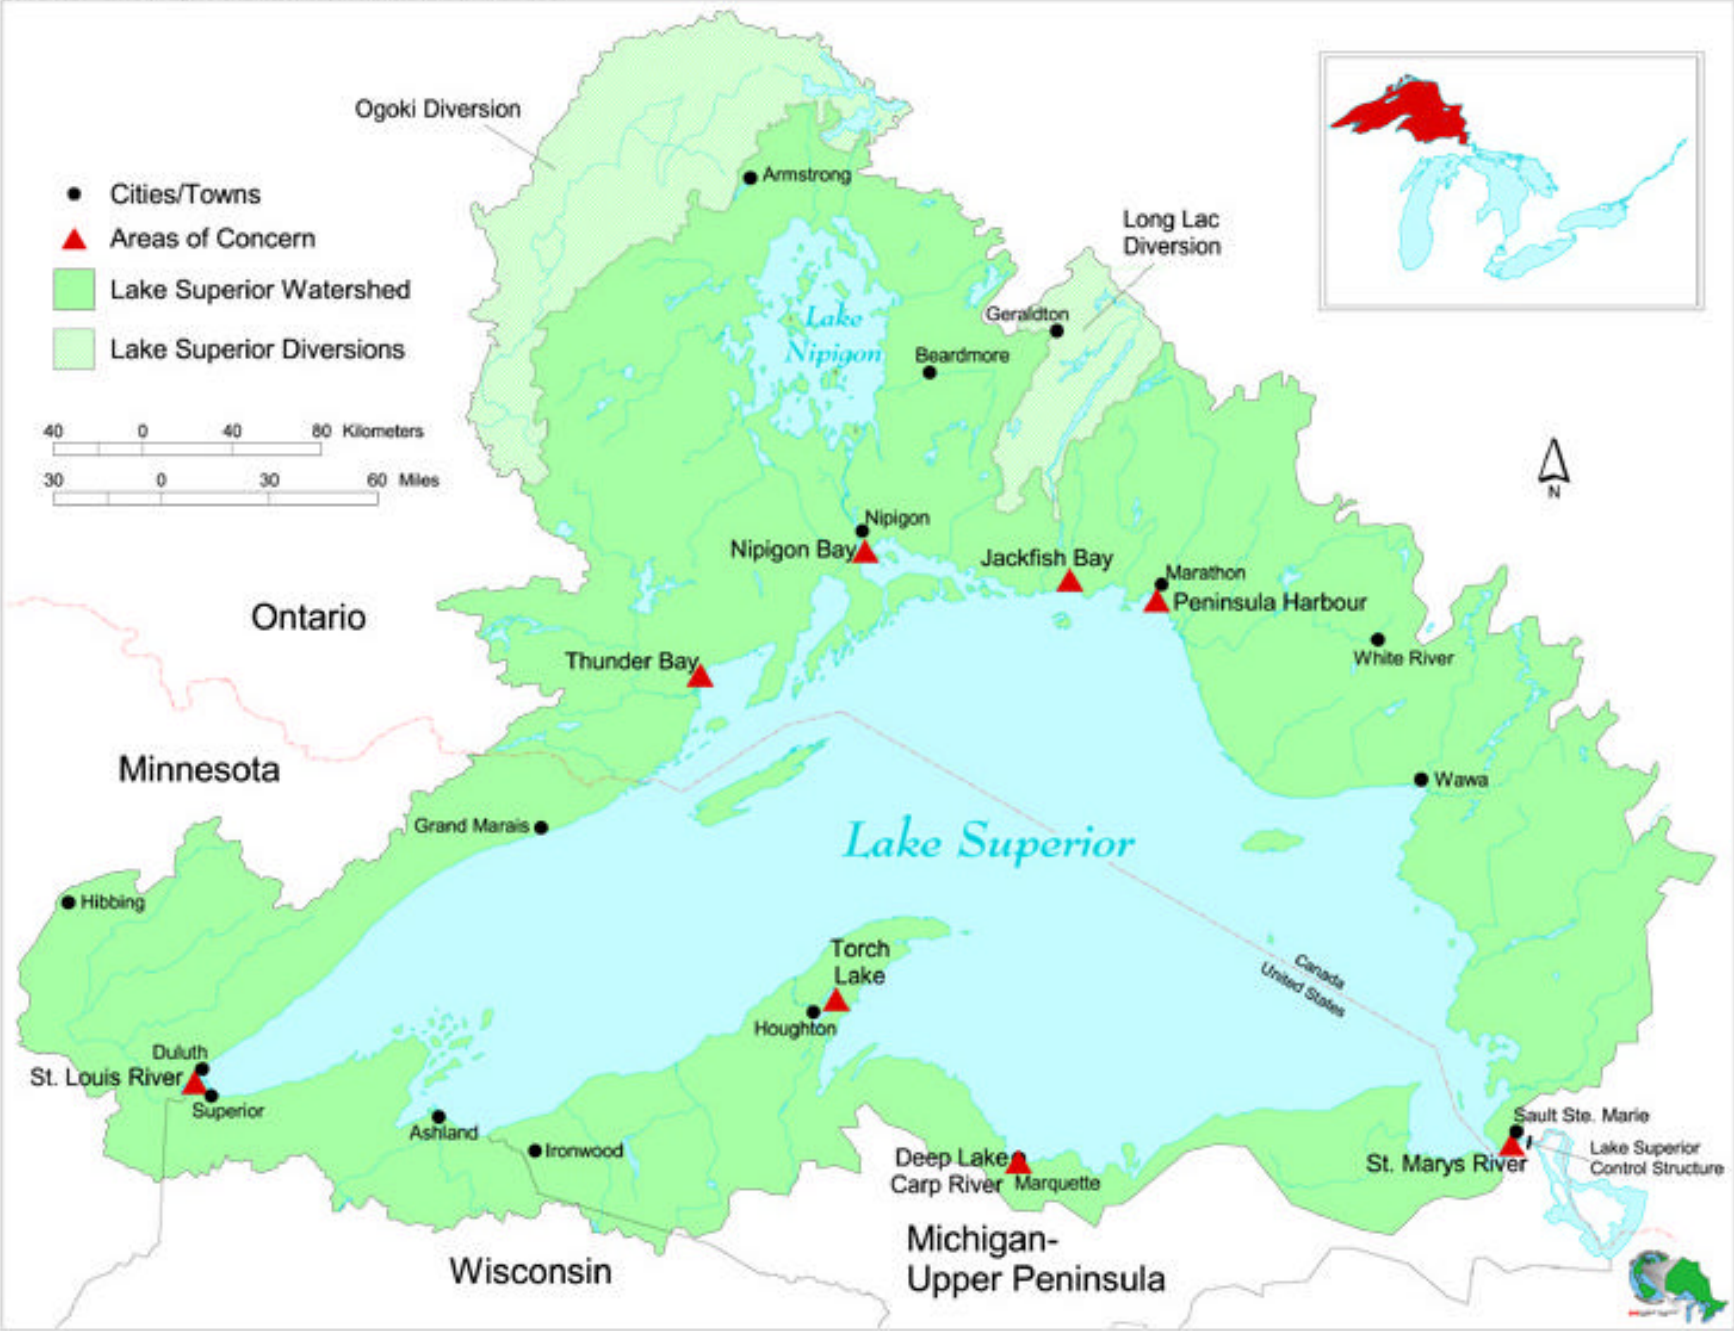 Ogoki Diversion
Cities/Towns
Areas of Concern
Lake Superior Watershed
Lake Superior Diversions
40 0 40 80 Kilometers
30 0 30 60 Miles
Armstrong
Long Lac
Diversion
Geraldton
Lake
Nipigon
Beardmore
N
Nipigon
Nipigon Bay
Jackfish Bay
Marathon
Peninsula Harbour
Ontario
White River
Thunder Bay
Minnesota
Wawa
Grand Marais
Lake Superior
Hibbing
Torch
Lake
Canada
United States
Houghton
Duluth
St. Louis River
Superior
Ashland
Ironwood
Sault Ste. Marie
Lake Superior
Control Structure
St. Marys River
Deep Lake
Carp River
Marquette
Michigan-
Upper Peninsula
Wisconsin